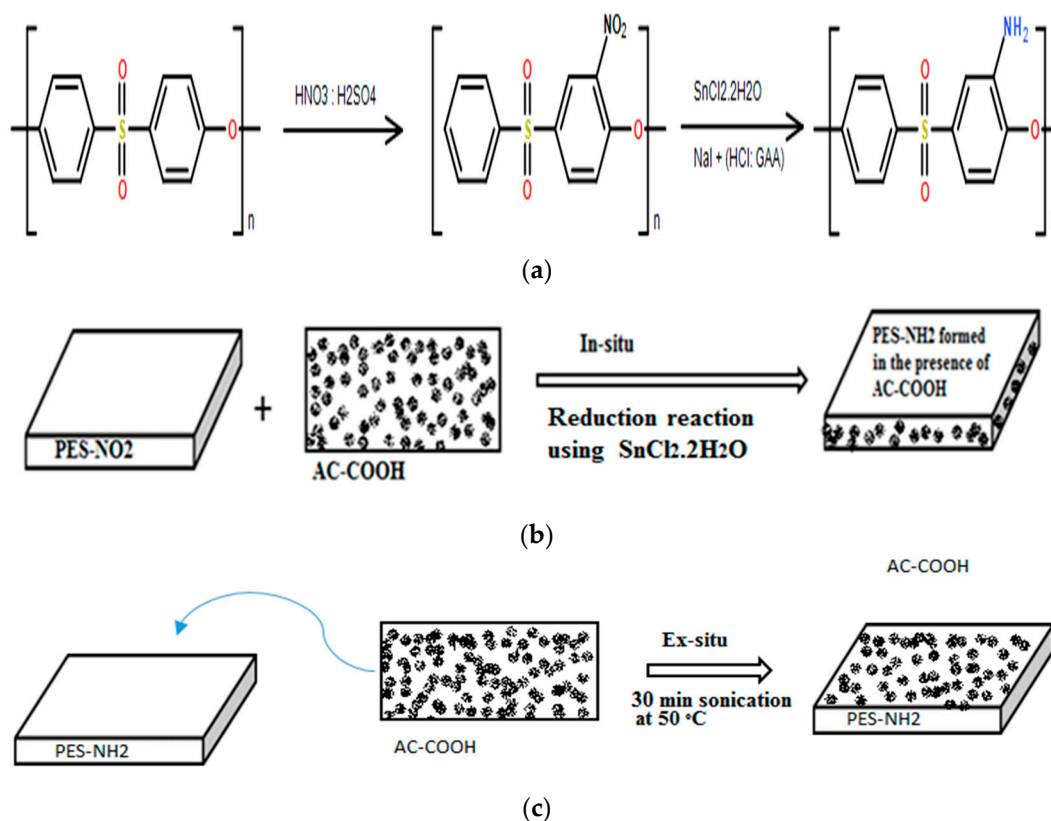 NO2
NH2
O
O
O
HNO3 : H2SO4
SnCl2.2H2O
S
O
S
O
S
O
NaI + (HCl: GAA)
O
O
O
n
n
(a)
In-situ
PES-NH2 formed
in the presence of
AC-COOH
+
Reduction reaction
using SnCl2.2H2O
PES-NO2
AC-COOH
(b)
AC-COOH
Ex-situ
30 min sonication
at 50 °C
PES-NH2
AC-COOH
PES-NH2
(c)